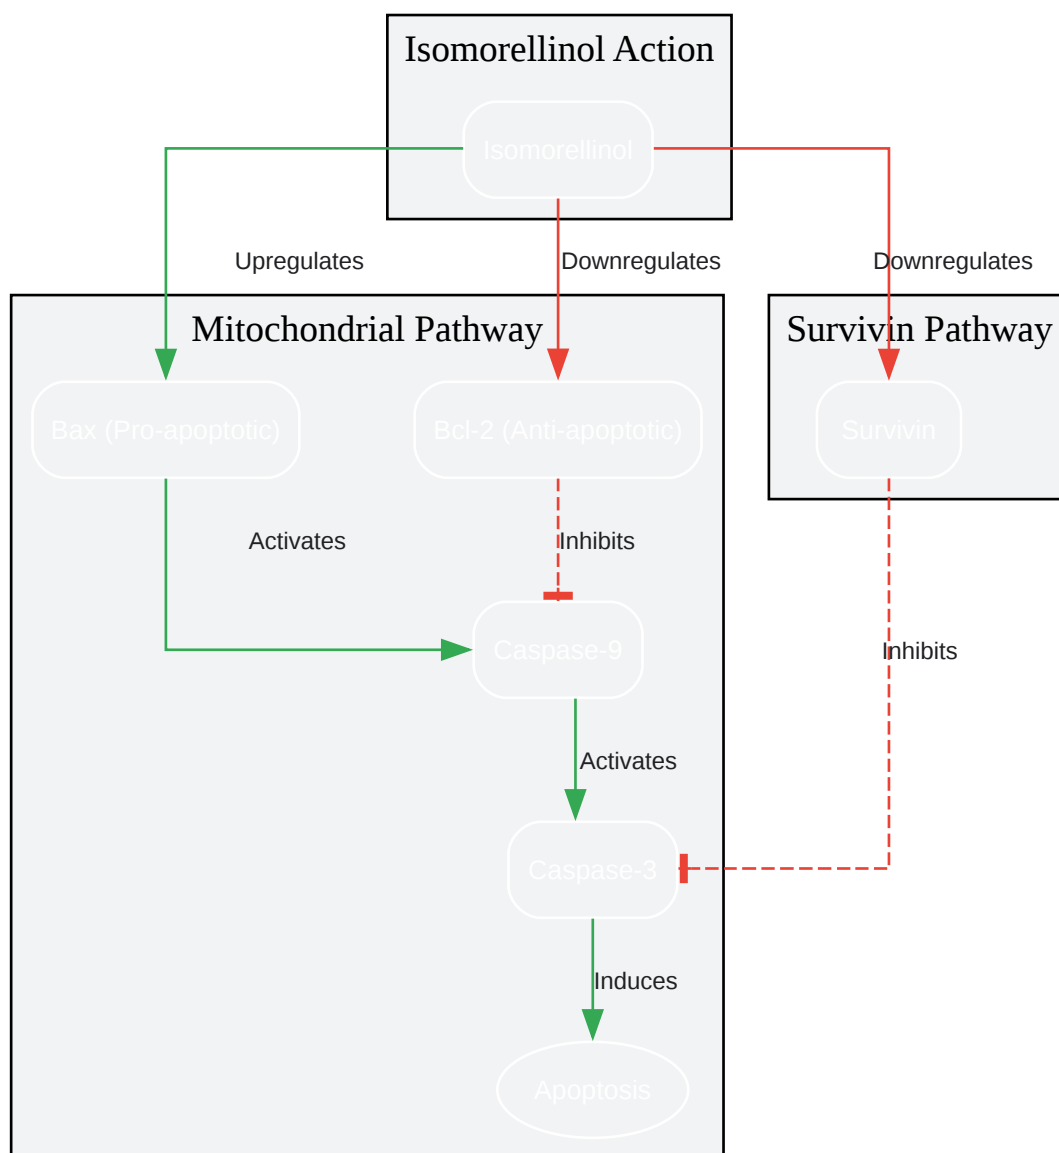 Isomorellinol Action
Isomorellinol
Upregulates
Downregulates
Downregulates
Mitochondrial Pathway
Survivin Pathway
Bax (Pro-apoptotic)
Bcl-2 (Anti-apoptotic)
Survivin
Activates
Inhibits
Caspase-9
Inhibits
Activates
Caspase-3
Induces
Apoptosis